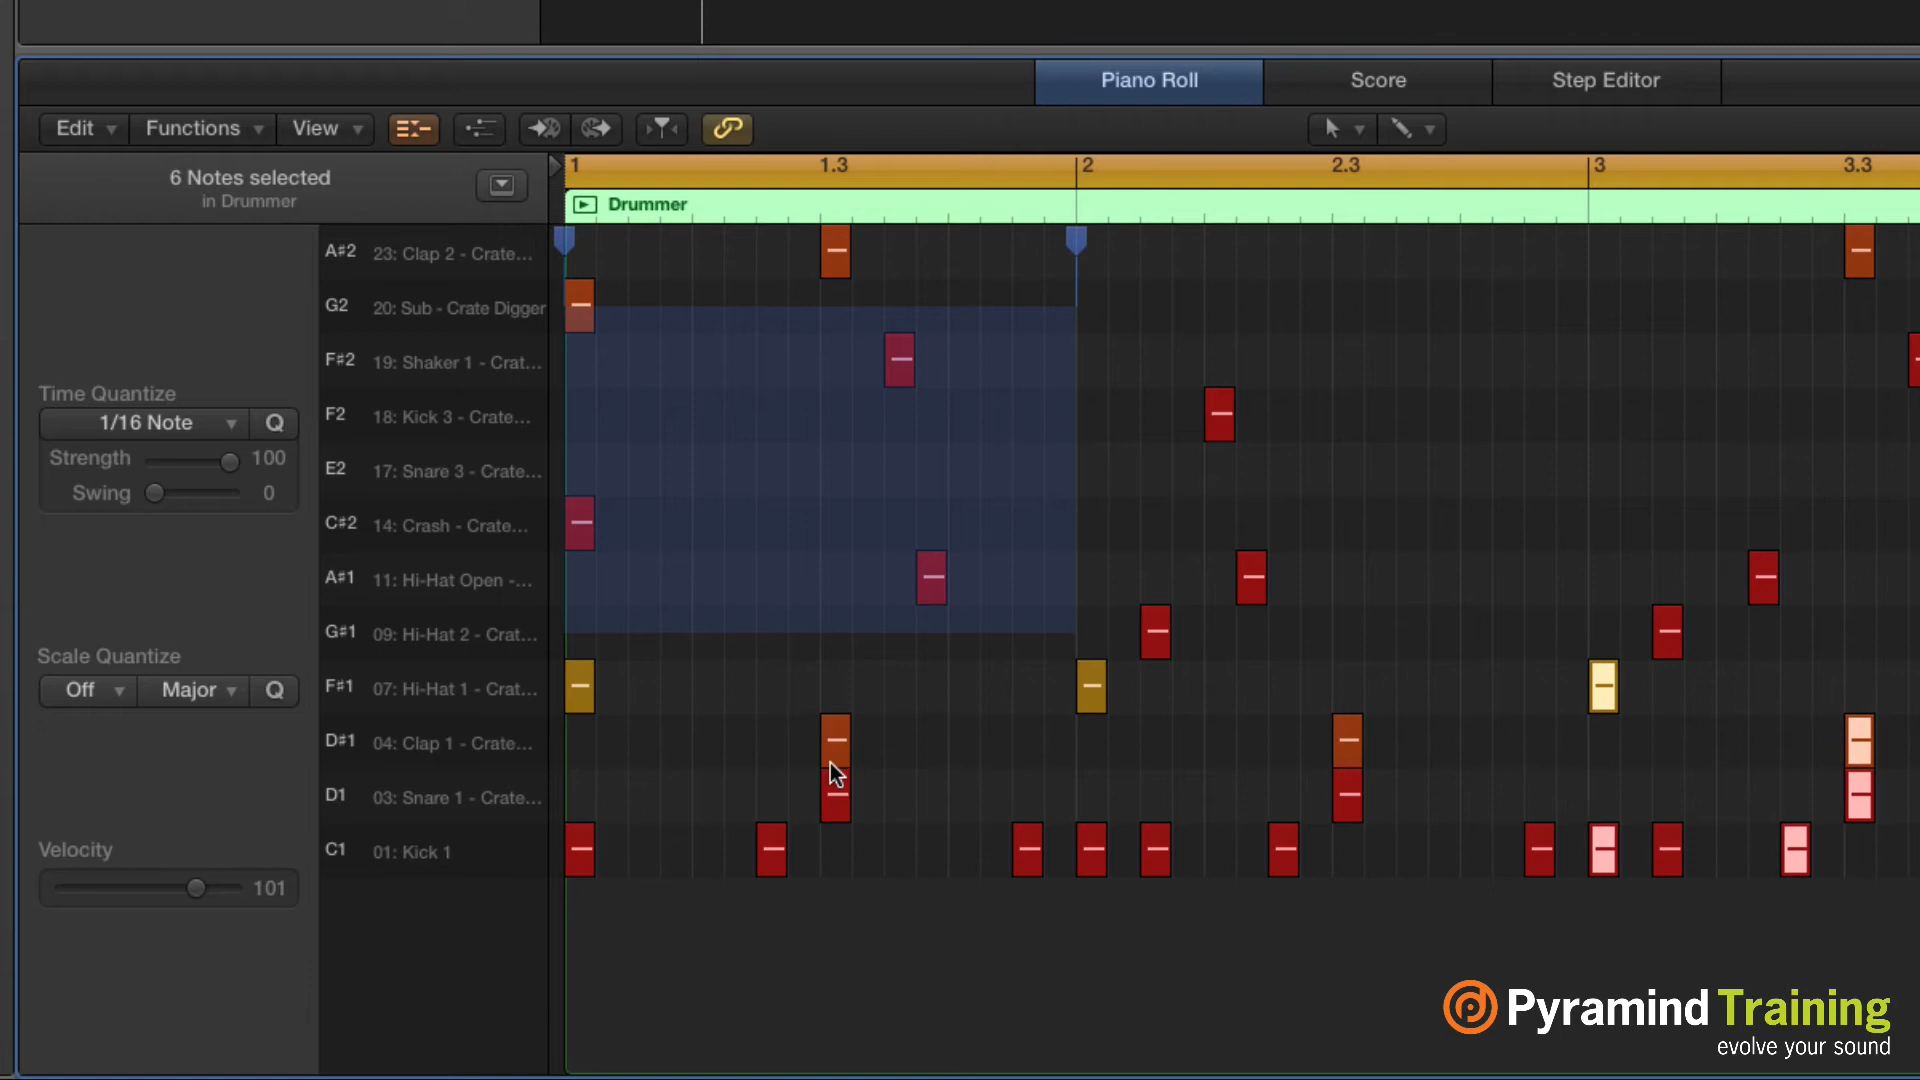 Piano Roll
Score
Step Editor
Edit
Functions
View
6 Notes selected
in Drummer
1
1.3
2
2.3
3
3.3
Drummer
A#2 23: Clap 2 - Crate...
G2 20: Sub - Crate Digger
F#2 19: Shaker 1 - Crat...
F2 18: Kick 3 - Crate...
E2 17: Snare 3 - Crate...
C#2 14: Crash - Crate...
A#1 11: Hi-Hat Open -...
G#1 09: Hi-Hat 2 - Crat...
F#1 07: Hi-Hat 1 - Crat...
D#1 04: Clap 1 - Crate...
D1 03: Snare 1 - Crate...
C1 01: Kick 1
Time Quantize
1/16 Note Q
Strength 100
Swing 0
Scale Quantize
Off Major Q
Velocity
101
Pyramind Training
evolve your sound